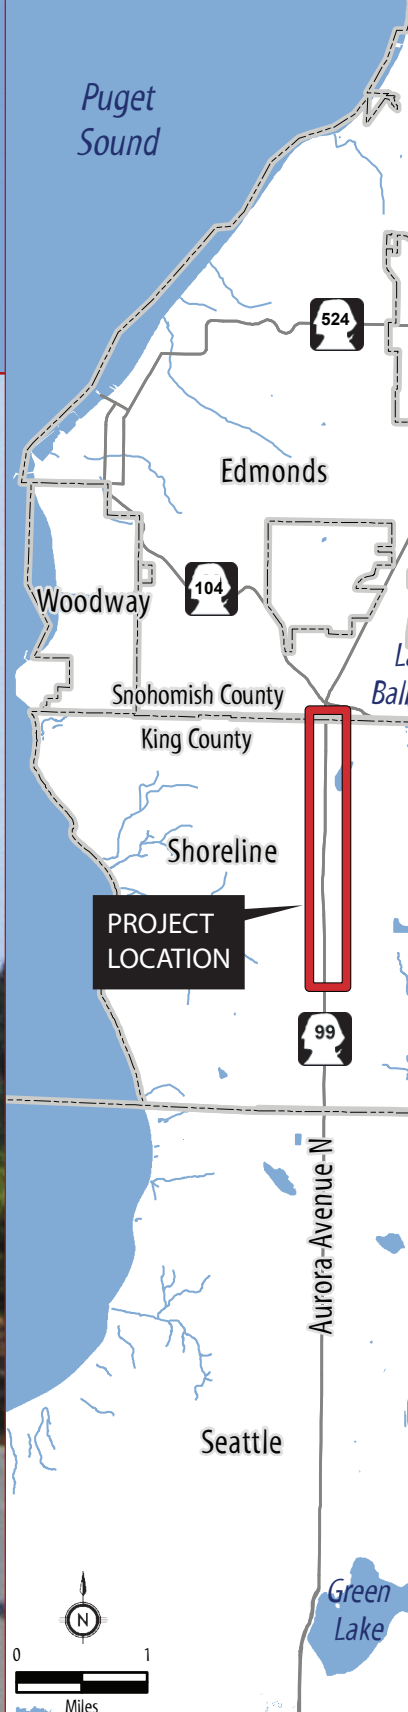 Puget
Sound
524
Edmonds
104
Woodway
Snohomish County
King County
Shoreline
PROJECT
LOCATION
99
Aurora Avenue N
Seattle
Green
Lake
N
0 1
Miles